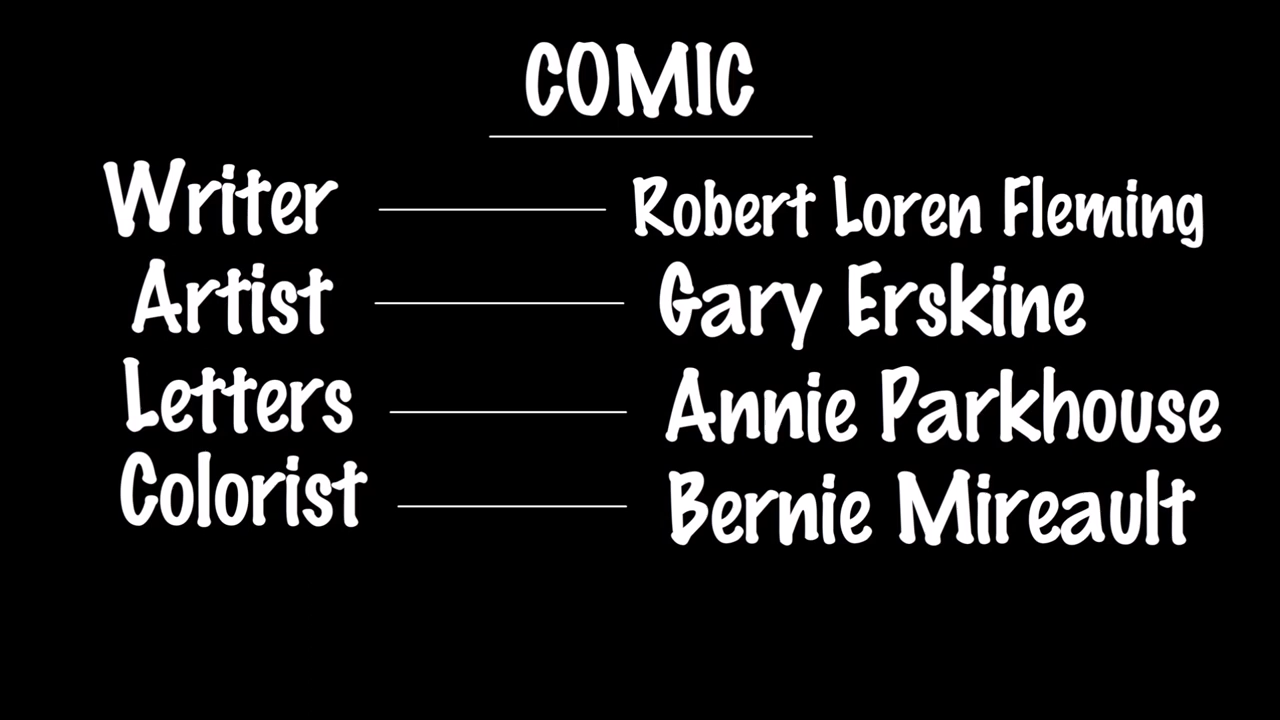 COMIC
Writer Robert Loren Fleming
Artist Gary Erskine
Letters Annie Parkhouse
Colorist Bernie Mireault